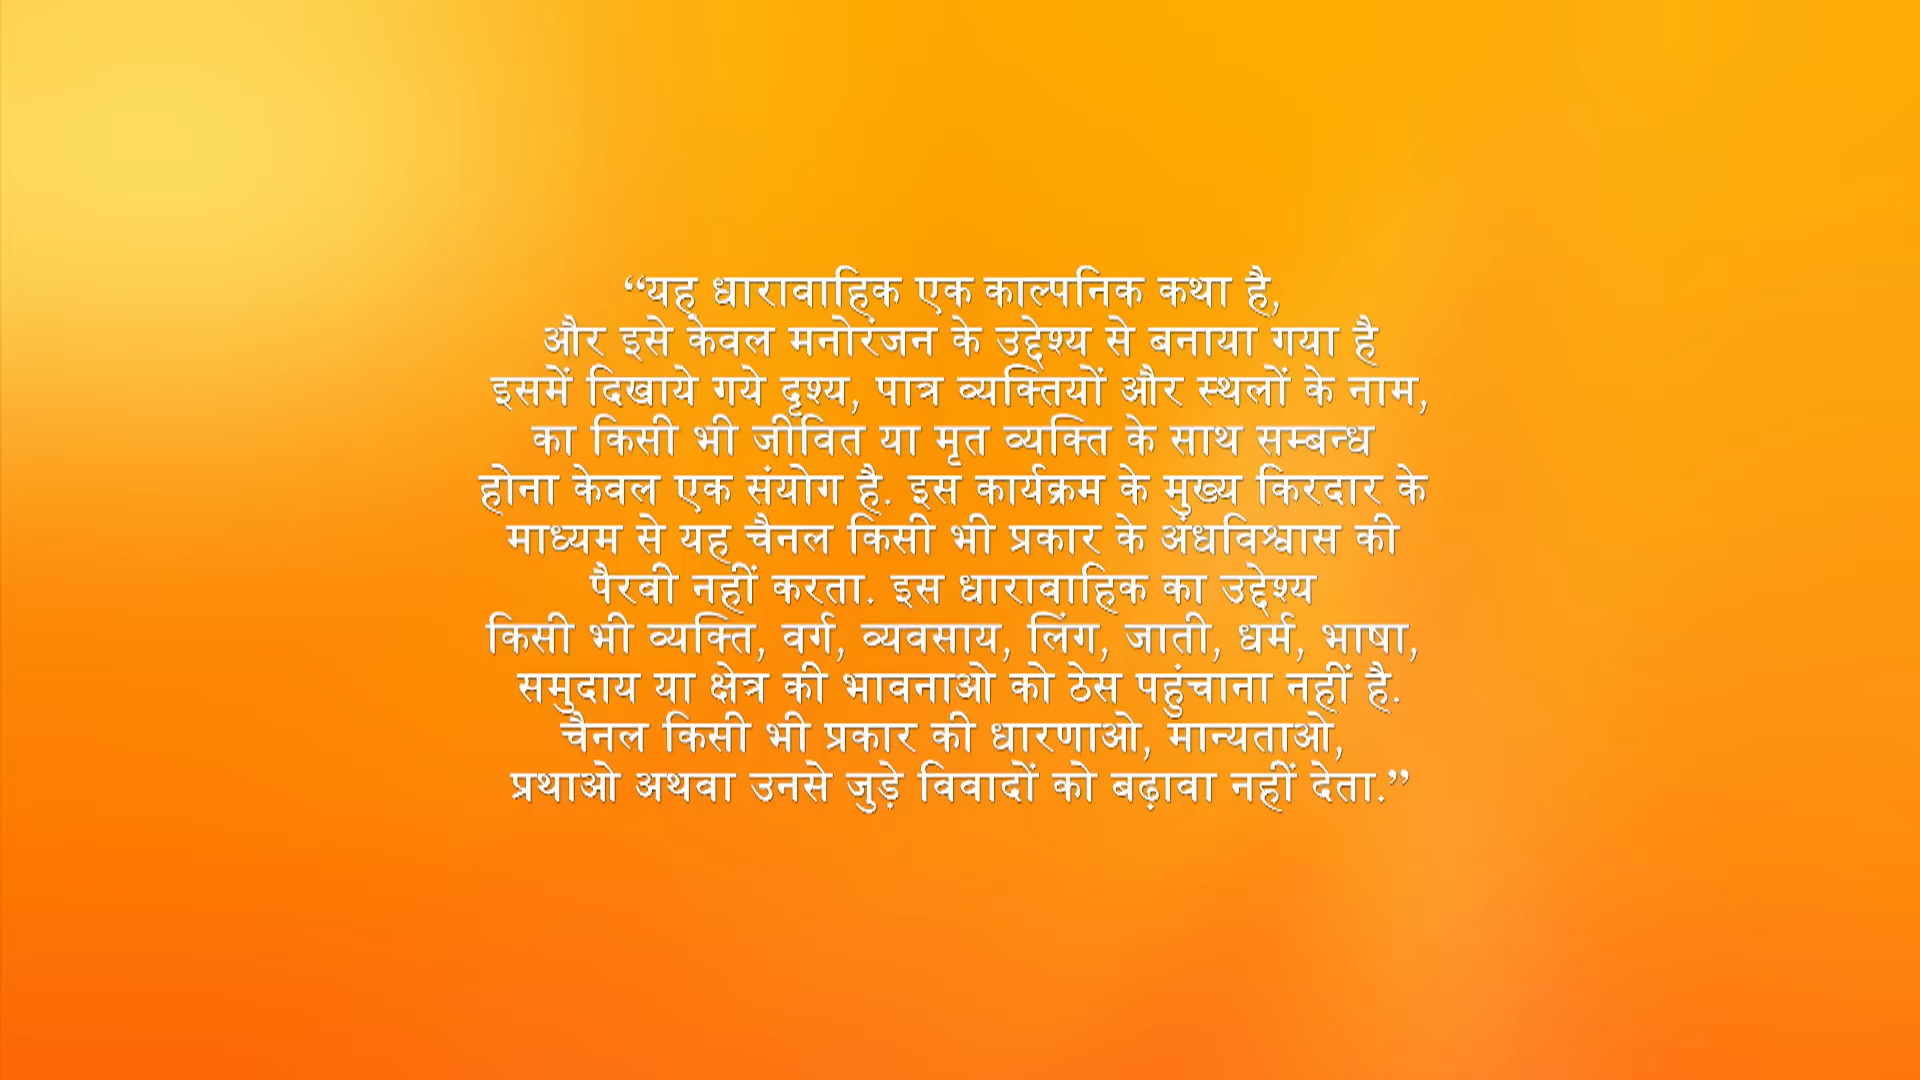 “यह धारावाहिक एक काल्पनिक कथा है,
और इसे केवल मनोरंजन के उद्देश्य से बनाया गया है
इसमें दिखाये गये दृश्य, पात्र व्यक्तियों और स्थलों के नाम,
का किसी भी जीवित या मृत व्यक्ति के साथ सम्बन्ध
होना केवल एक संयोग है. इस कार्यक्रम के मुख्य किरदार के
माध्यम से यह चैनल किसी भी प्रकार के अंधविश्वास की
पैरवी नहीं करता. इस धारावाहिक का उद्देश्य
किसी भी व्यक्ति, वर्ग, व्यवसाय, लिंग, जाती, धर्म, भाषा,
समुदाय या क्षेत्र की भावनाओ को ठेस पहुंचाना नहीं है.
चैनल किसी भी प्रकार की धारणाओ, मान्यताओ,
प्रथाओ अथवा उनसे जुड़े विवादों को बढ़ावा नहीं देता.”